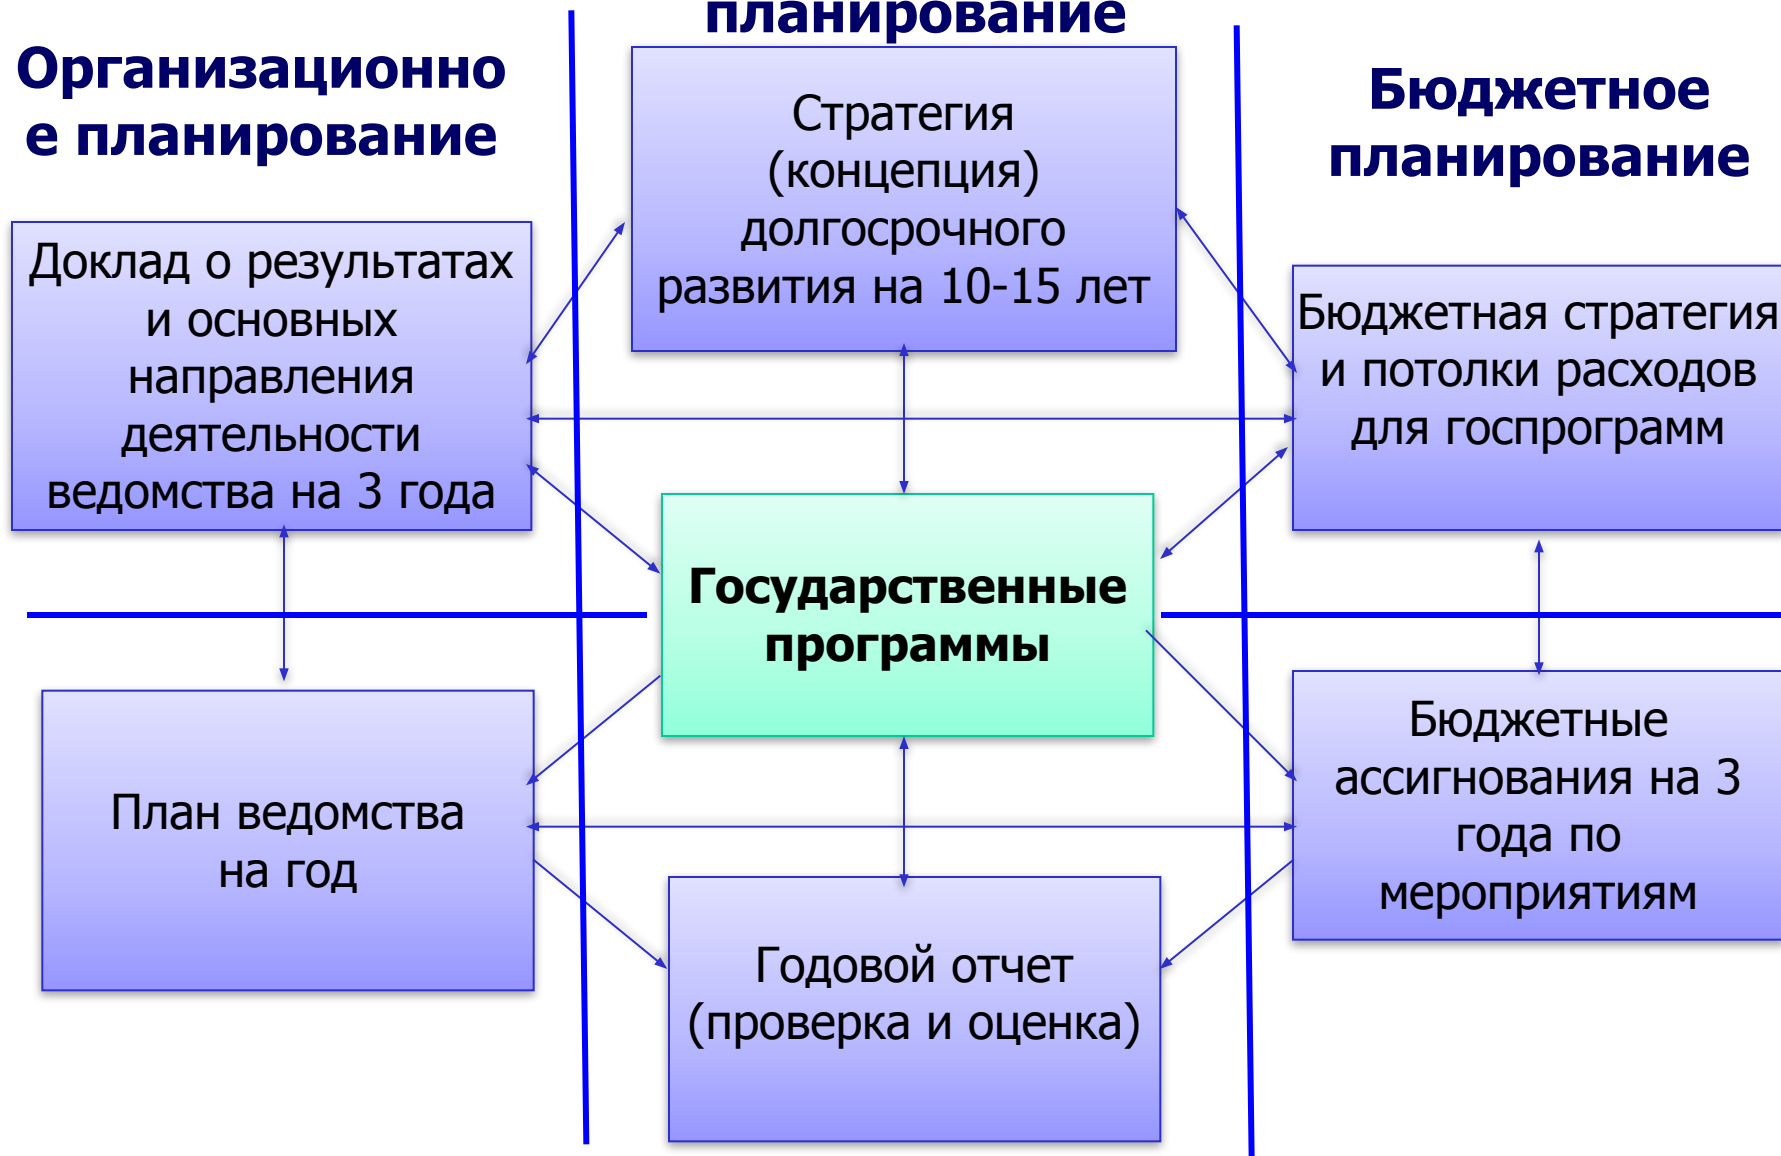 Организационно
е планирование
планирование
Бюджетное
планирование
Стратегия
(концепция)
долгосрочного
развития на 10-15 лет
Доклад о результатах
и основных
направления
деятельности
ведомства на 3 года
Бюджетная стратегия
и потолки расходов
для госпрограмм
Государственные
программы
План ведомства
на год
Бюджетные
ассигнования на 3
года по
мероприятиям
Годовой отчет
(проверка и оценка)